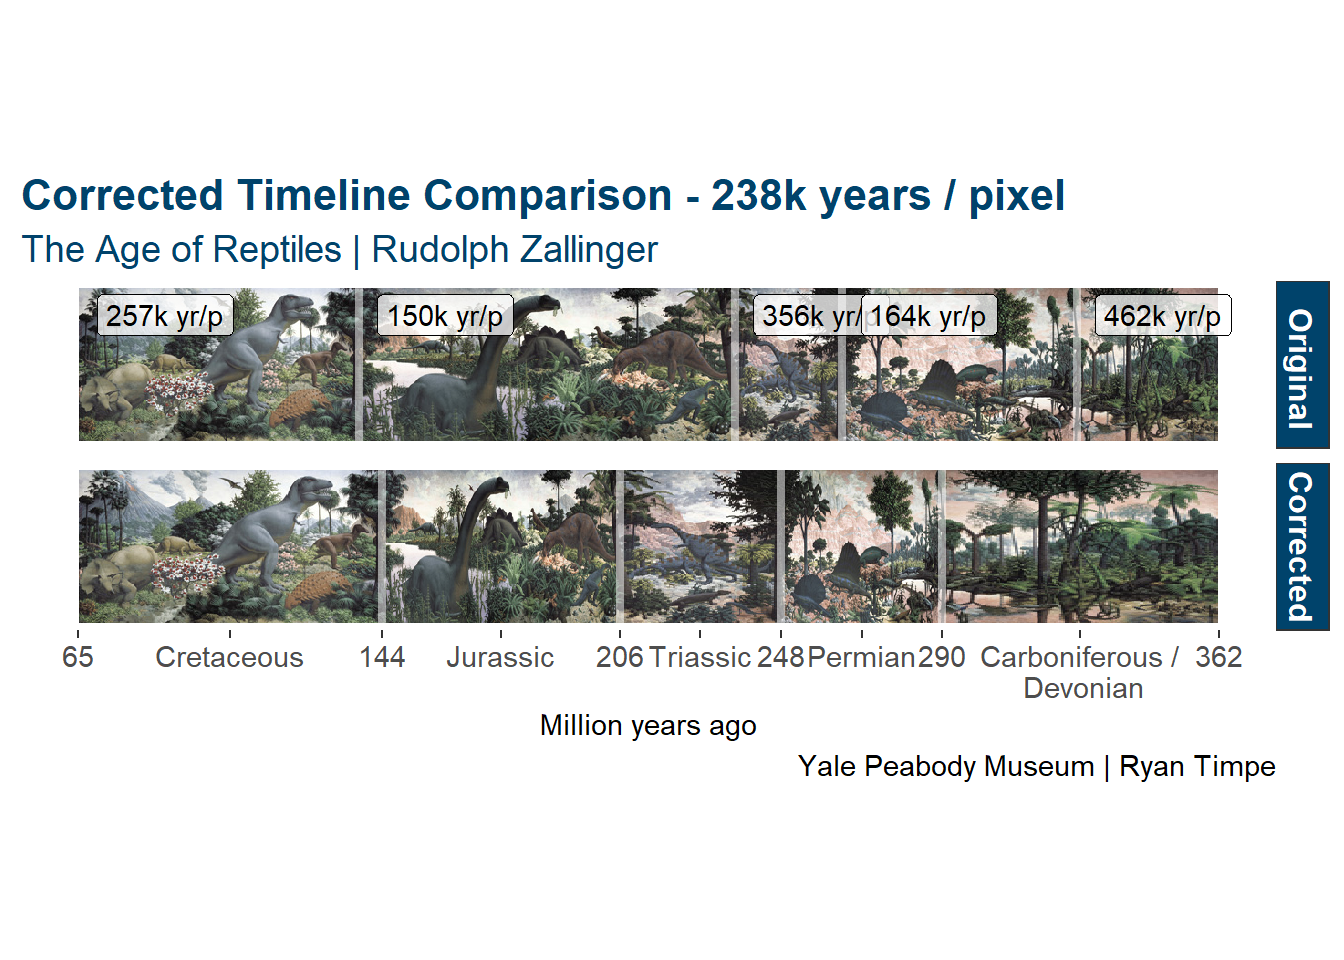 Corrected Timeline Comparison - 238k years / pixel
The Age of Reptiles | Rudolph Zallinger
257k yr/p 150k yr/p 356k yr/ 164k yr/p 462k yr/p
Original
Corrected
65 Cretaceous 144 Jurassic 206 Triassic 248 Permian 290 Carboniferous / 362
Devonian
Million years ago
Yale Peabody Museum | Ryan Timpe